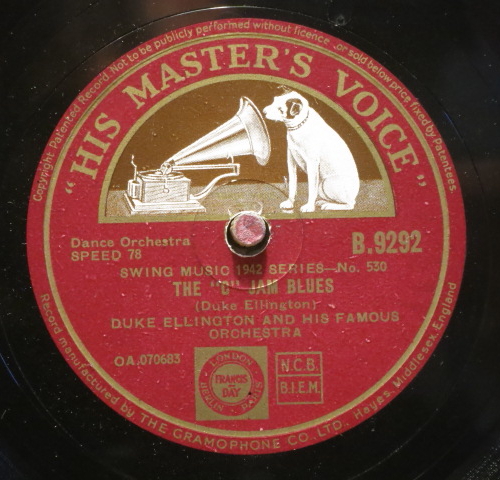 Copyright Patented Record. Not to be publicly performed without licence, or sold below price fixed by Patentees.
"HIS MASTER'S VOICE"
Dance Orchestra
SPEED 78
B.9292
SWING MUSIC 1942 SERIES—No. 530
THE "C" JAM BLUES
(Duke Ellington)
DUKE ELLINGTON AND HIS FAMOUS
ORCHESTRA
OA.070683
LONDON
FRANCIS
DAY
BERLIN
PARIS
N.C.B.
B.I.E.M.
Record manufactured by THE GRAMOPHONE CO., LTD., Hayes, Middlesex, England